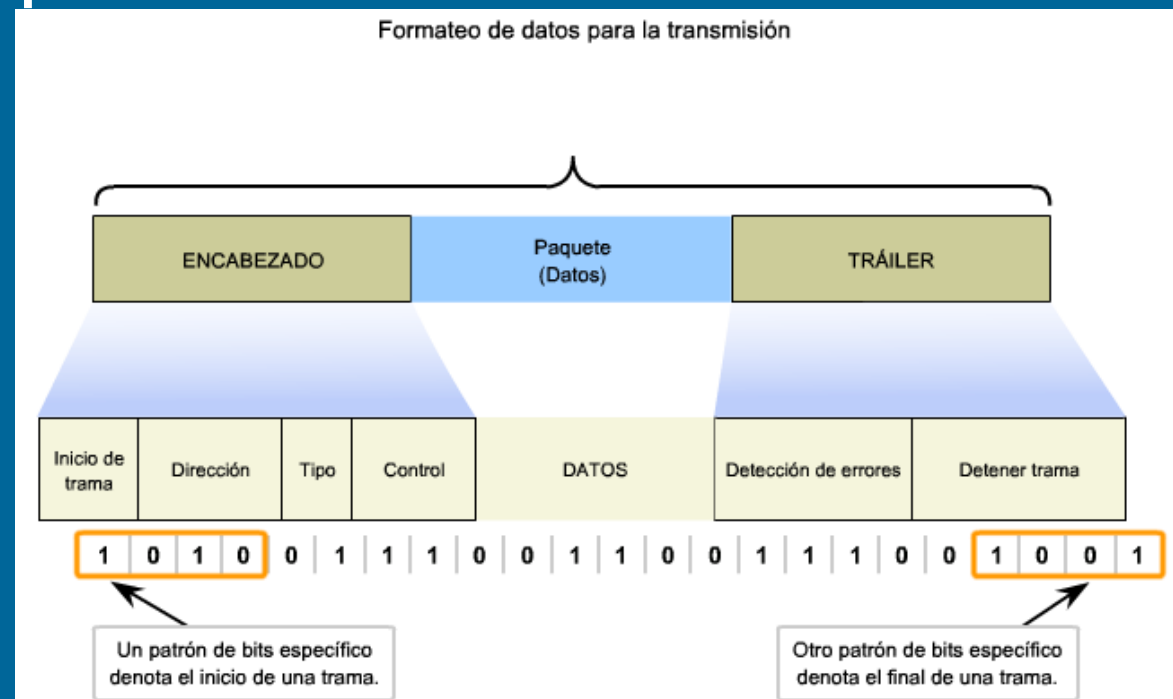 Formateo de datos para la transmisión
ENCABEZADO
Paquete
(Datos)
TRÁILER
Inicio de
trama
Dirección
Tipo
Control
DATOS
Detección de errores
Detener trama
1 0 1 0 0 1 1 1 0 0 1 1 0 0 1 1 1 0 0 1 0 0 1
Un patrón de bits específico
denota el inicio de una trama.
Otro patrón de bits específico
denota el final de una trama.